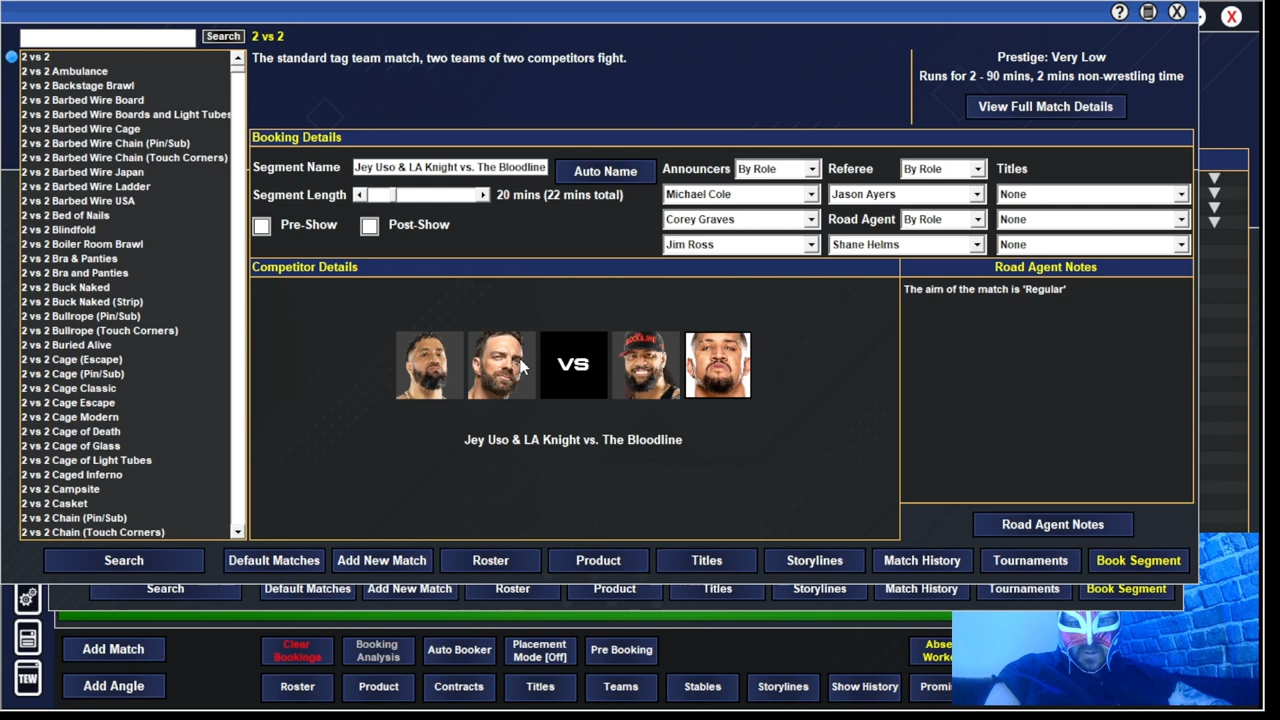 ?
X
X
Search
2 vs 2
2 vs 2
2 vs 2 Ambulance
2 vs 2 Backstage Brawl
2 vs 2 Barbed Wire Board
2 vs 2 Barbed Wire Boards and Light Tubes
2 vs 2 Barbed Wire Cage
2 vs 2 Barbed Wire Chain (Pin/Sub)
2 vs 2 Barbed Wire Chain (Touch Corners)
2 vs 2 Barbed Wire Japan
2 vs 2 Barbed Wire Ladder
2 vs 2 Barbed Wire USA
2 vs 2 Bed of Nails
2 vs 2 Blindfold
2 vs 2 Boiler Room Brawl
2 vs 2 Bra & Panties
2 vs 2 Bra and Panties
2 vs 2 Buck Naked
2 vs 2 Buck Naked (Strip)
2 vs 2 Bullrope (Pin/Sub)
2 vs 2 Bullrope (Touch Corners)
2 vs 2 Buried Alive
2 vs 2 Cage (Escape)
2 vs 2 Cage (Pin/Sub)
2 vs 2 Cage Classic
2 vs 2 Cage Escape
2 vs 2 Cage Modern
2 vs 2 Cage of Death
2 vs 2 Cage of Glass
2 vs 2 Cage of Light Tubes
2 vs 2 Caged Inferno
2 vs 2 Campsite
2 vs 2 Casket
2 vs 2 Chain (Pin/Sub)
2 vs 2 Chain (Touch Corners)
The standard tag team match, two teams of two competitors fight.
Prestige: Very Low
Runs for 2 - 90 mins, 2 mins non-wrestling time
View Full Match Details
Booking Details
Segment Name
Jey Uso & LA Knight vs. The Bloodline
Auto Name
Announcers
By Role
Referee
By Role
Titles
Segment Length
20 mins (22 mins total)
Michael Cole
Jason Ayers
None
Pre-Show
Post-Show
Corey Graves
Road Agent
By Role
None
Jim Ross
Shane Helms
None
Competitor Details
Road Agent Notes
The aim of the match is 'Regular'
BLOODLINE
VS
Jey Uso & LA Knight vs. The Bloodline
Road Agent Notes
Search
Default Matches
Add New Match
Roster
Product
Titles
Storylines
Match History
Tournaments
Book Segment
Search
Default Matches
Add New Match
Roster
Product
Titles
Storylines
Match History
Tournaments
Book Segment
Add Match
Clear Bookings
Booking Analysis
Auto Booker
Placement Mode [Off]
Pre Booking
Abse
Work
TEW
Add Angle
Roster
Product
Contracts
Titles
Teams
Stables
Storylines
Show History
Promi